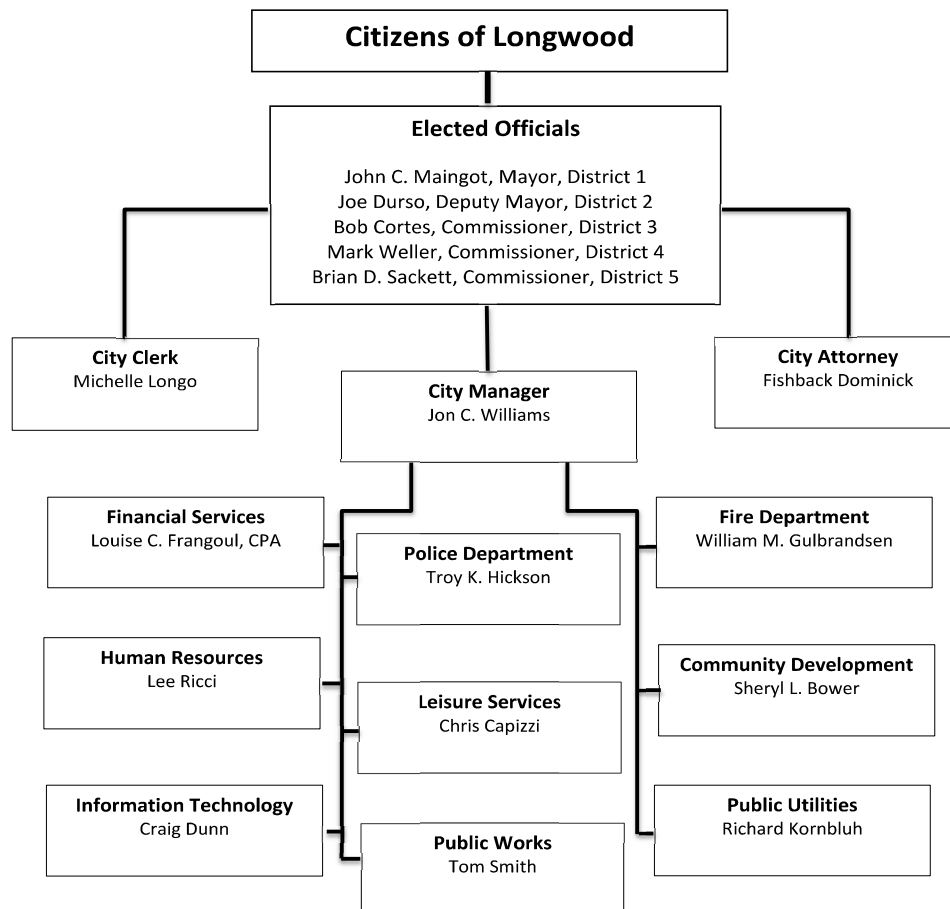 Citizens of Longwood
Elected Officials
John C. Maingot, Mayor, District 1
Joe Durso, Deputy Mayor, District 2
Bob Cortes, Commissioner, District 3
Mark Weller, Commissioner, District 4
Brian D. Sackett, Commissioner, District 5
City Clerk
Michelle Longo
City Manager
Jon C. Williams
City Attorney
Fishback Dominick
Financial Services
Louise C. Frangoul, CPA
Police Department
Troy K. Hickson
Fire Department
William M. Gulbrandsen
Human Resources
Lee Ricci
Leisure Services
Chris Capizzi
Community Development
Sheryl L. Bower
Information Technology
Craig Dunn
Public Works
Tom Smith
Public Utilities
Richard Kornbluh